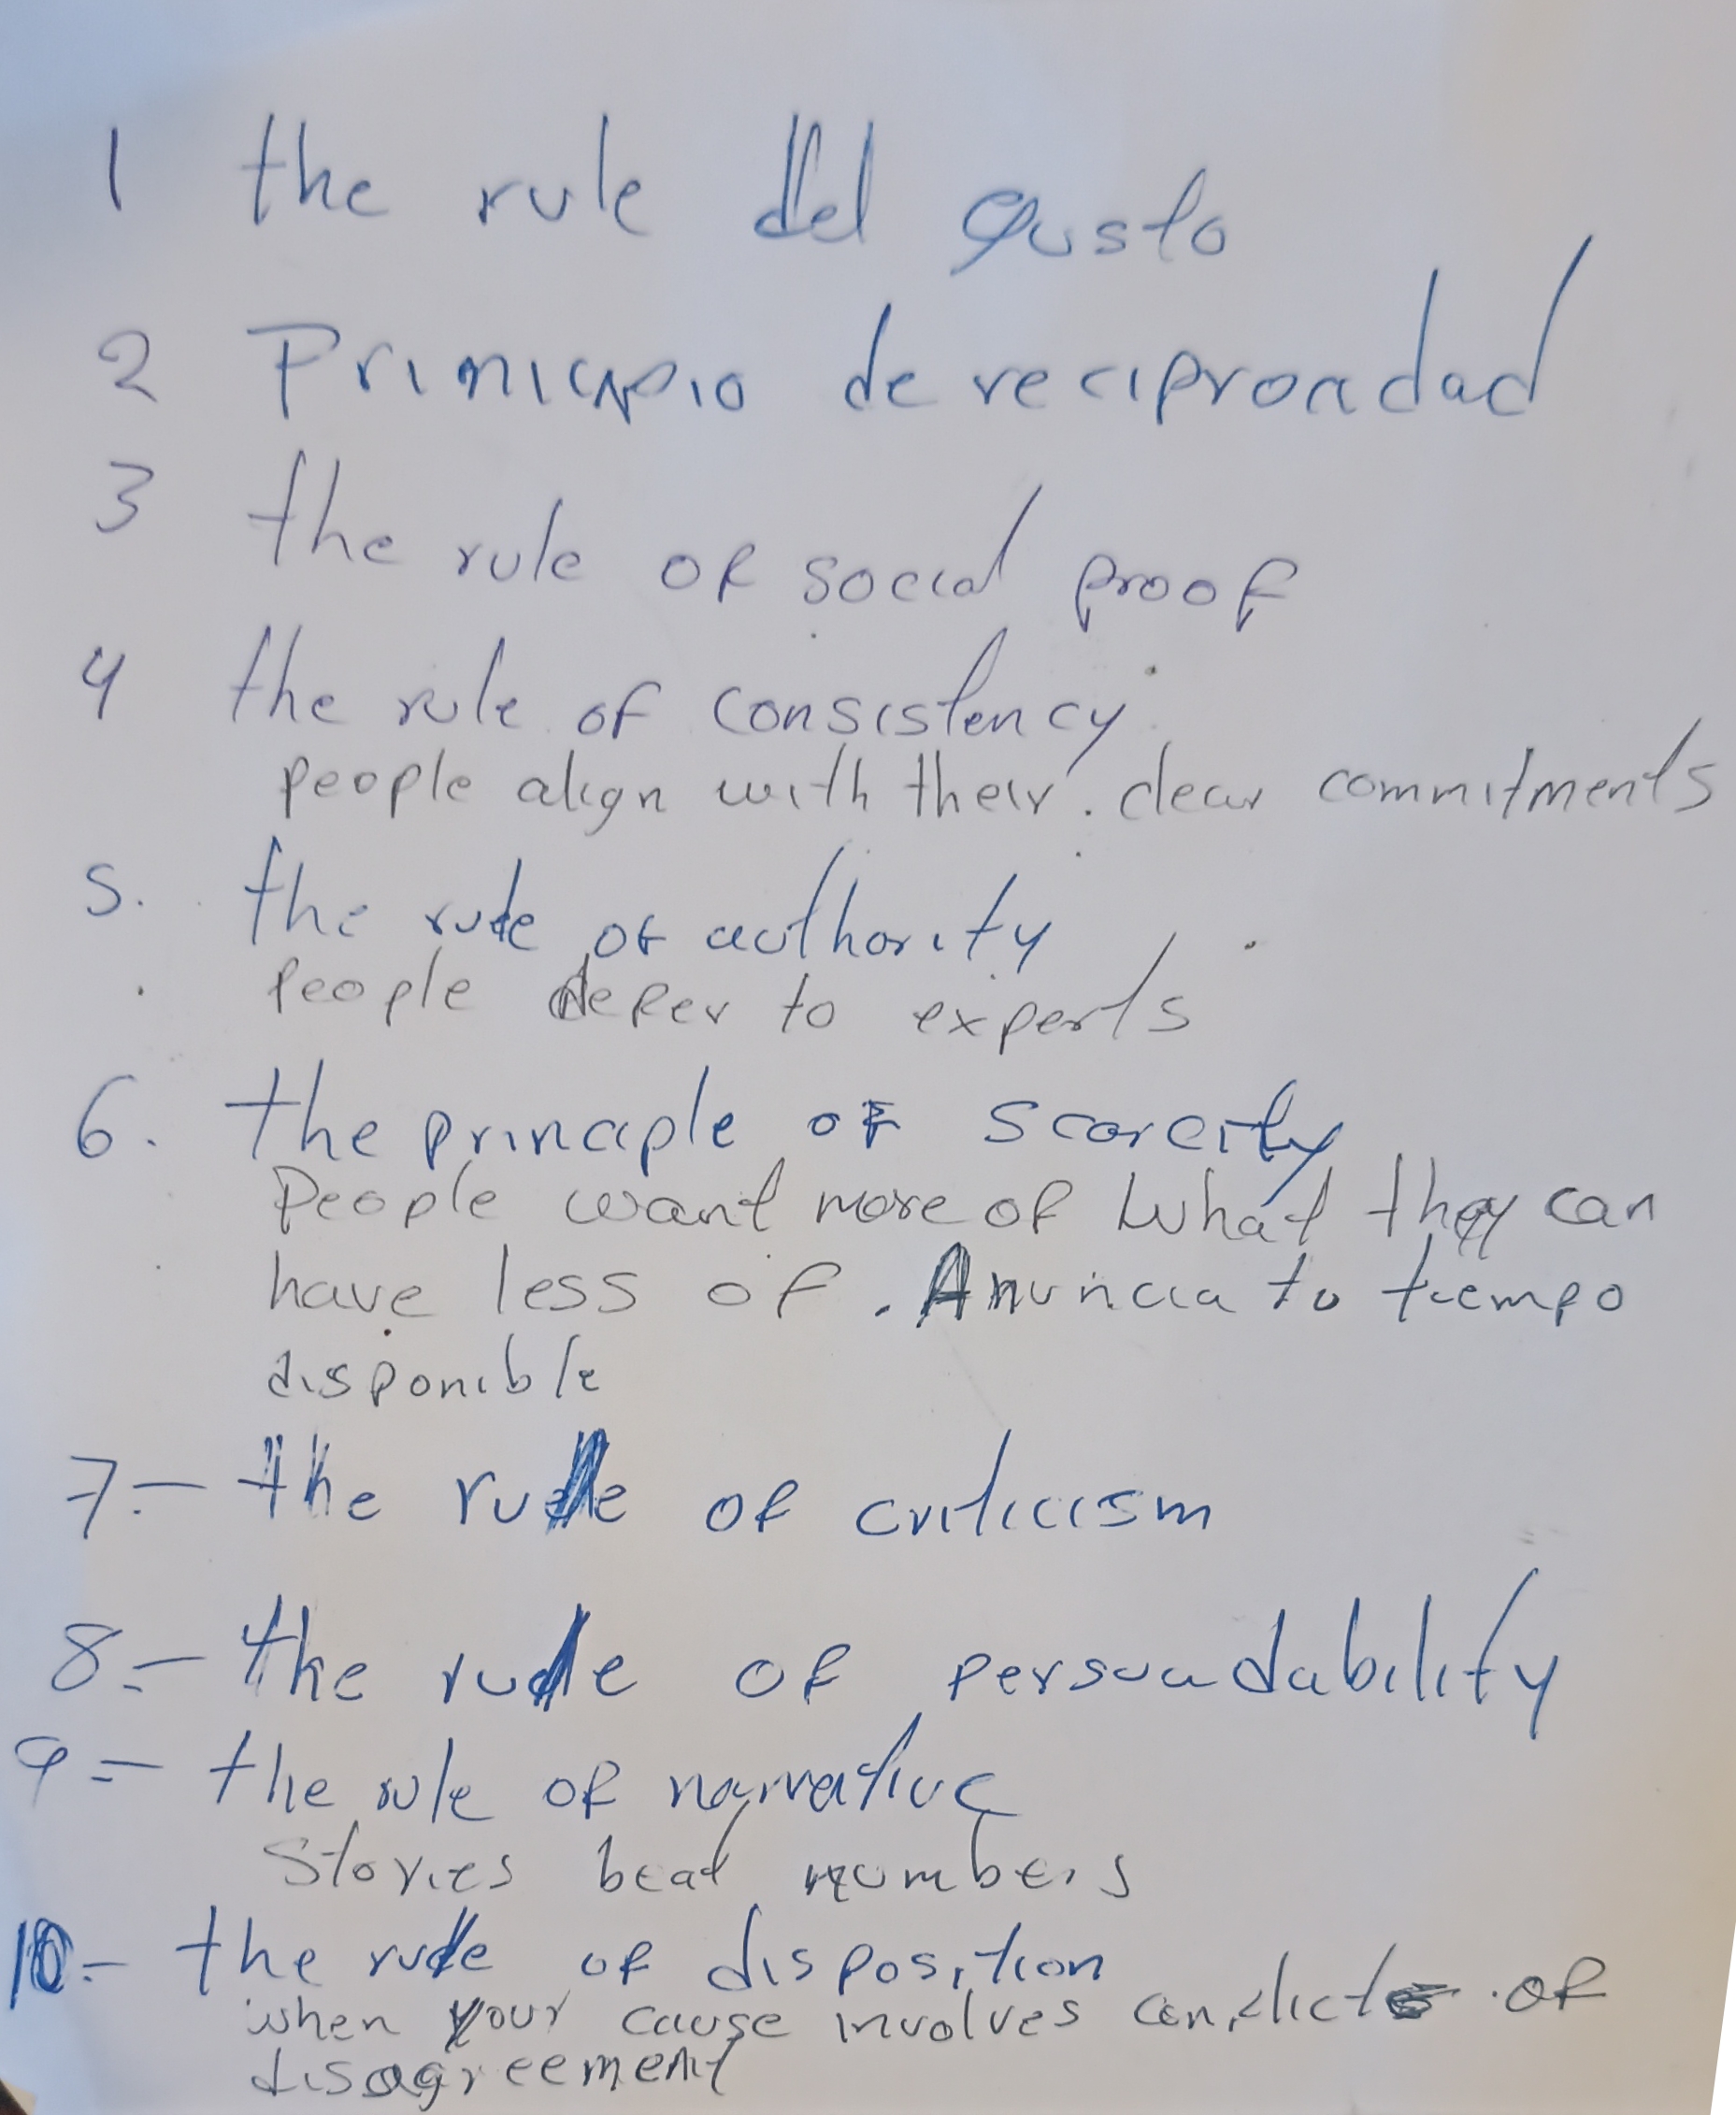 1 the rule del gusto
2 Primicipio de reciprocidad
3 the rule of social proof
4 the rule of consistency
people align with their clear commitments
5. the rule of authority
People defer to experts
6. the principle of scarcity
People want more of what they can
have less of. Anuncia tu tiempo
disponible
7.- the rule of criticism
8.- the rule of persuadability
9.- the rule of narrative
Stories beat numbers
10.- the rule of disposition
when your cause involves conflict of
disagreement